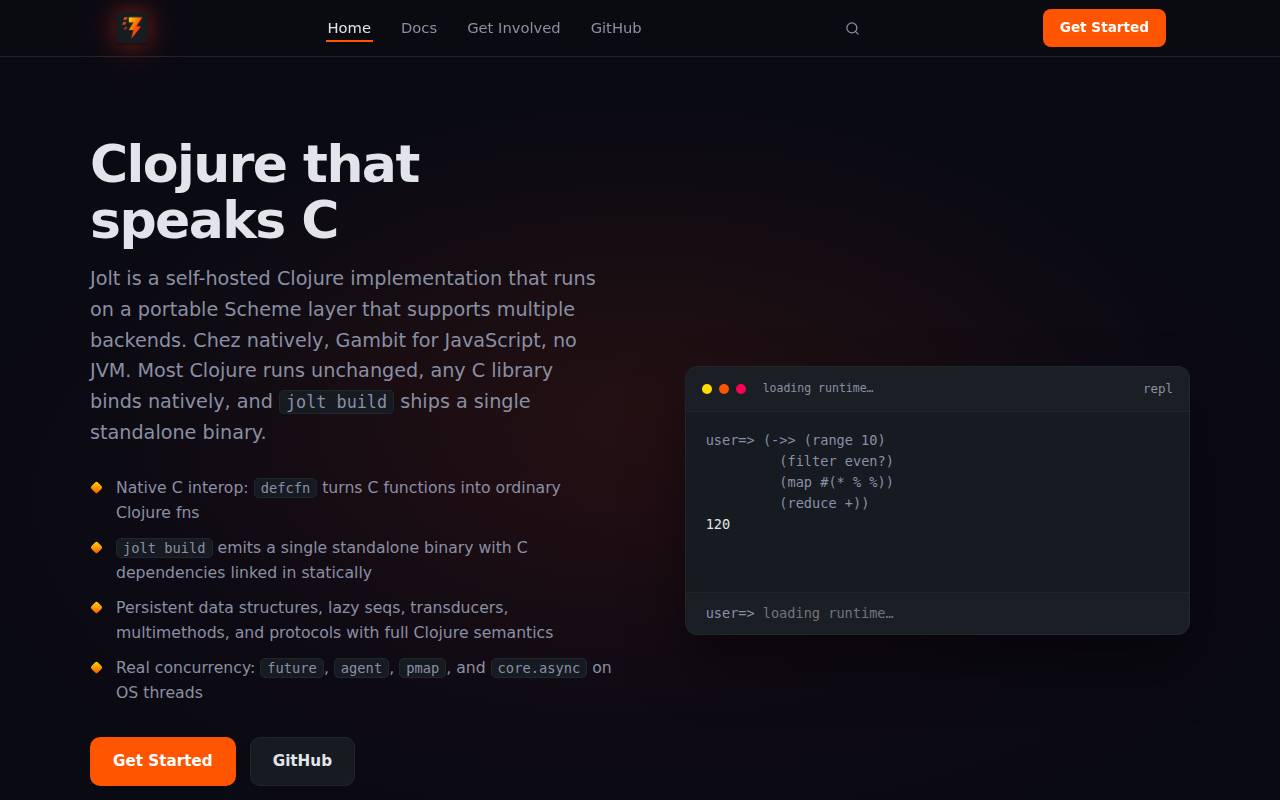 Home Docs Get Involved GitHub
Get Started
Clojure that
speaks C
Jolt is a self-hosted Clojure implementation that runs
on a portable Scheme layer that supports multiple
backends. Chez natively, Gambit for JavaScript, no
JVM. Most Clojure runs unchanged, any C library
binds natively, and jolt build ships a single
standalone binary.
Native C interop: defcfn turns C functions into ordinary
Clojure fns
jolt build emits a single standalone binary with C
dependencies linked in statically
Persistent data structures, lazy seqs, transducers,
multimethods, and protocols with full Clojure semantics
Real concurrency: future, agent, pmap, and core.async on
OS threads
Get Started GitHub
loading runtime… repl
user=> (->> (range 10)
(filter even?)
(map #(* % %))
(reduce +))
120
user=> loading runtime…